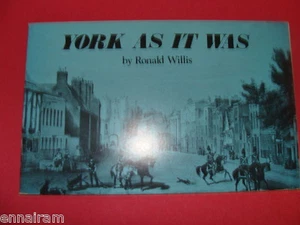 YORK AS IT WAS
by Ronald Willis
ennairam